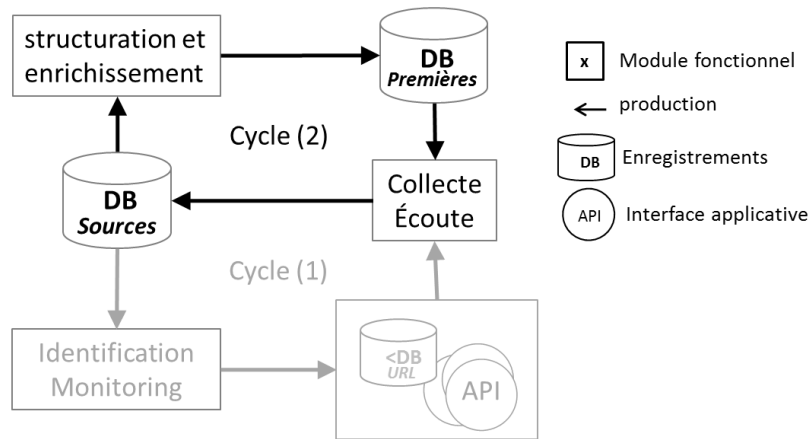 structuration et
enrichissement
DB
Premières
Cycle (2)
DB
Sources
Collecte
Écoute
Cycle (1)
Identification
Monitoring
<DB
URL
API
x
Module fonctionnel
production
DB
Enregistrements
API
Interface applicative